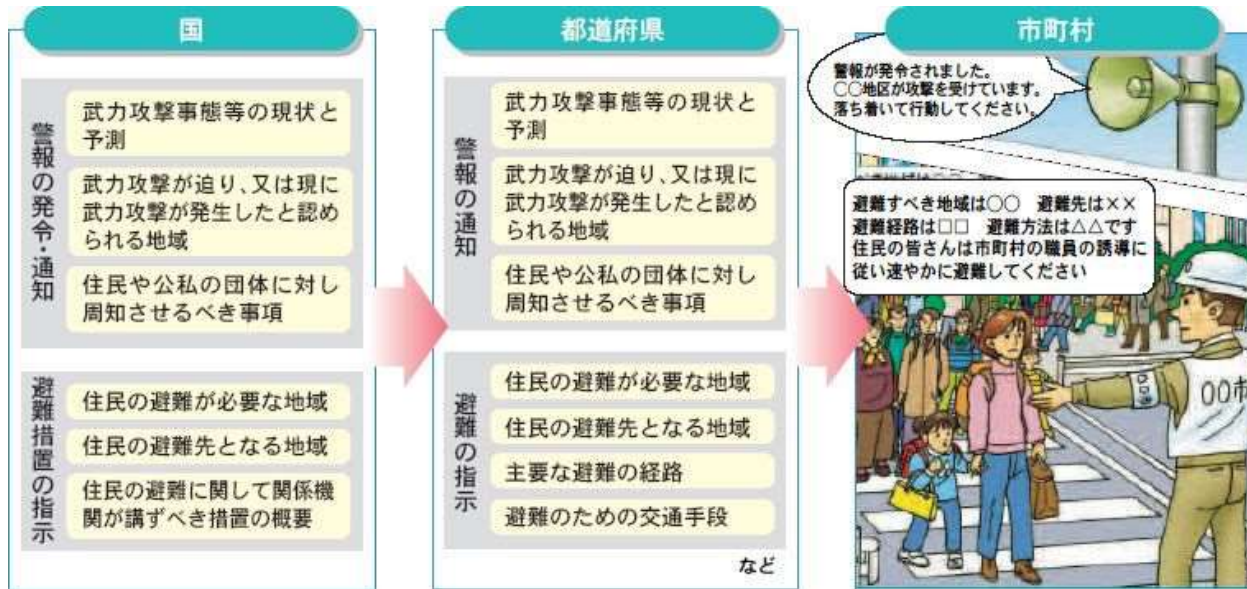 国
警報の発令・通知
武力攻撃事態等の現状と
予測
武力攻撃が迫り、又は現に
武力攻撃が発生したと認め
られる地域
住民や公私の団体に対し
周知させるべき事項
避難措置の指示
住民の避難が必要な地域
住民の避難先となる地域
住民の避難に関して関係機
関が講ずべき措置の概要
都道府県
警報の通知
武力攻撃事態等の現状と
予測
武力攻撃が迫り、又は現に
武力攻撃が発生したと認め
られる地域
住民や公私の団体に対し
周知させるべき事項
避難の指示
住民の避難が必要な地域
住民の避難先となる地域
主要な避難の経路
避難のための交通手段
など
市町村
警報が発令されました。
○○地区が攻撃を受けています。
落ち着いて行動してください。
避難すべき地域は○○　避難先は××
避難経路は□□　避難方法は△△です
住民の皆さんは市町村の職員の誘導に
従い速やかに避難してください
○○市